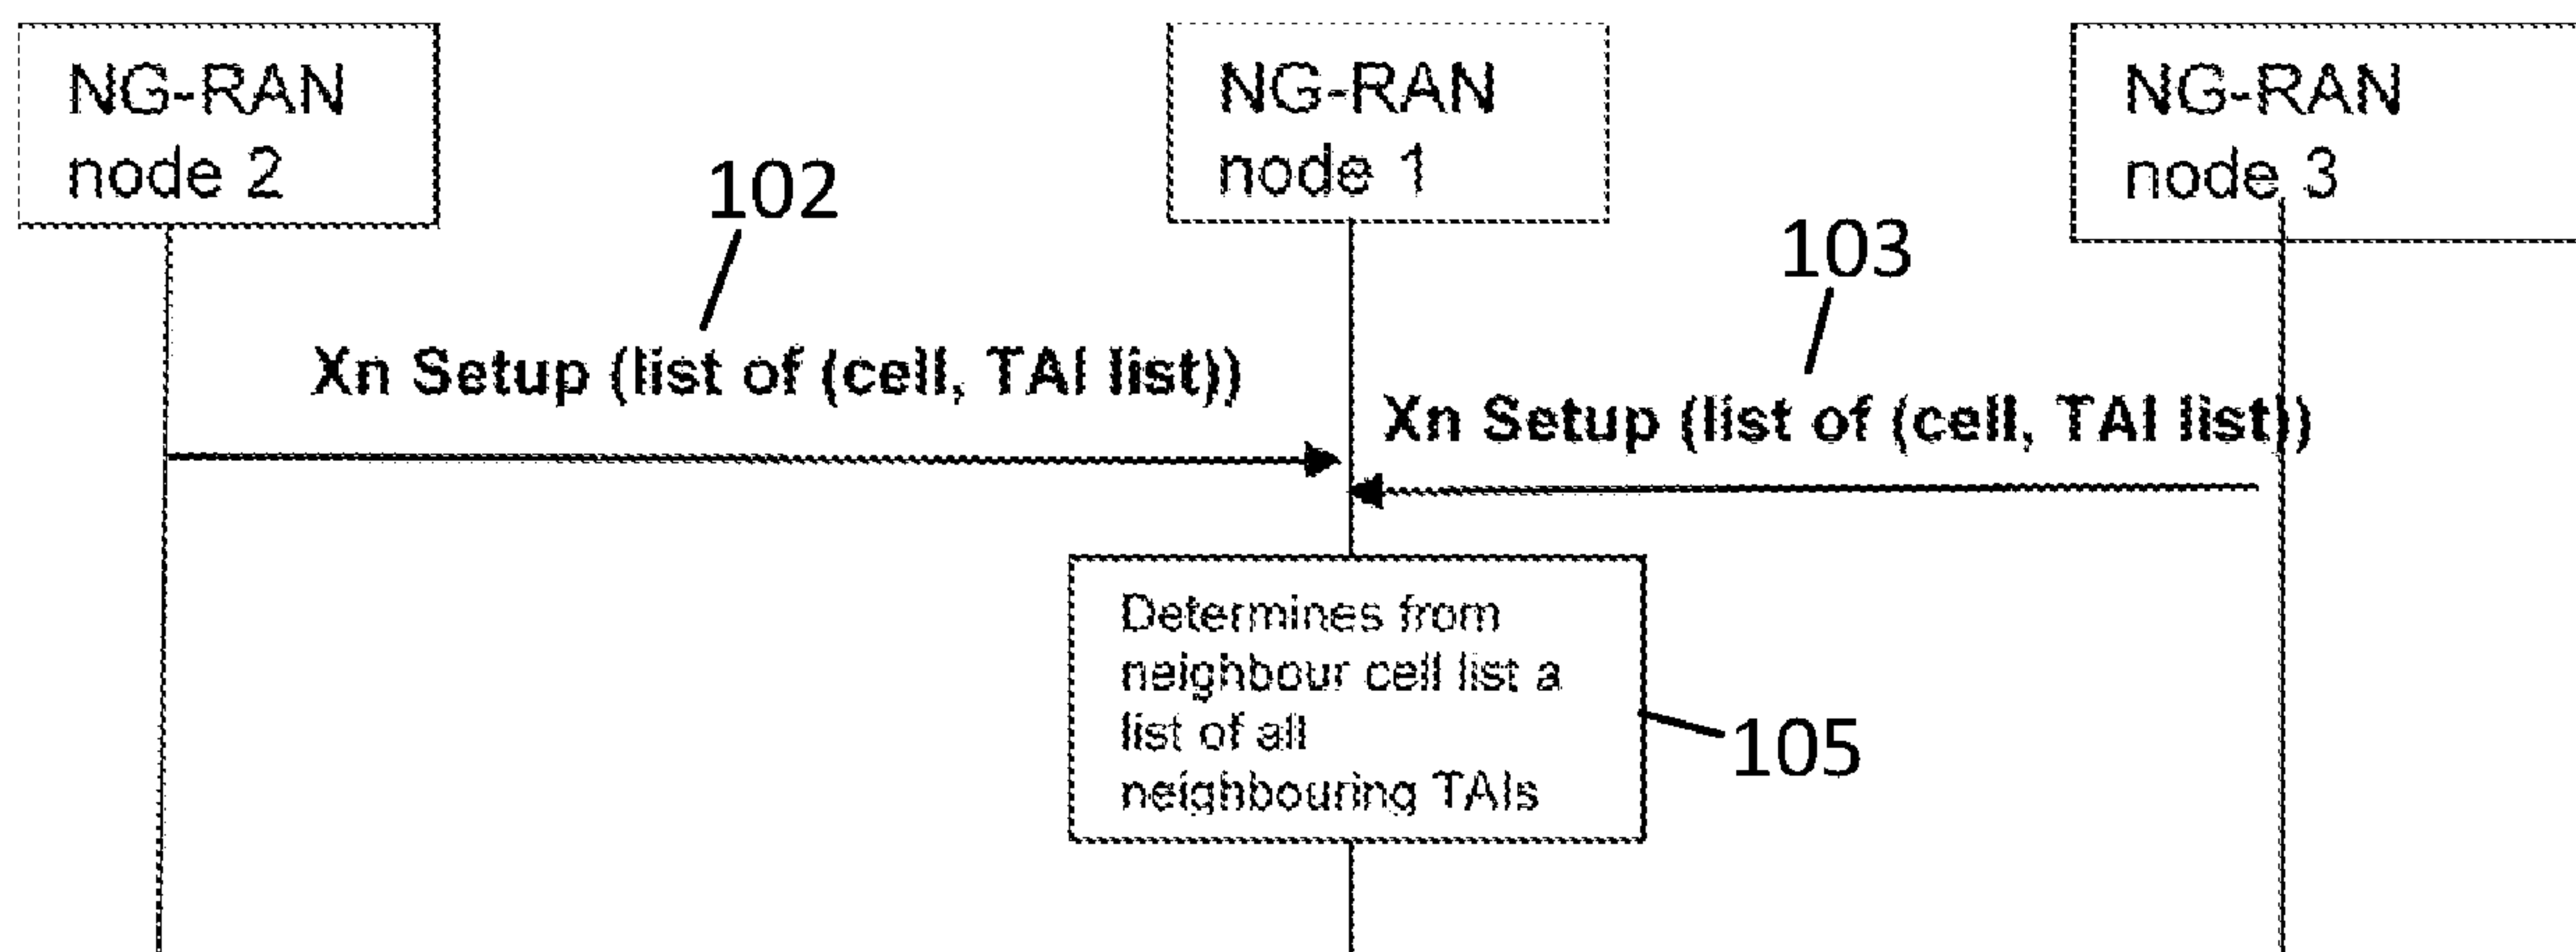 NG-RAN
node 2
NG-RAN
node 1
NG-RAN
node 3
102
103
Xn Setup (list of (cell, TAI list))
Xn Setup (list of (cell, TAI list))
Determines from
neighbour cell list a
list of all
neighbouring TAIs
105